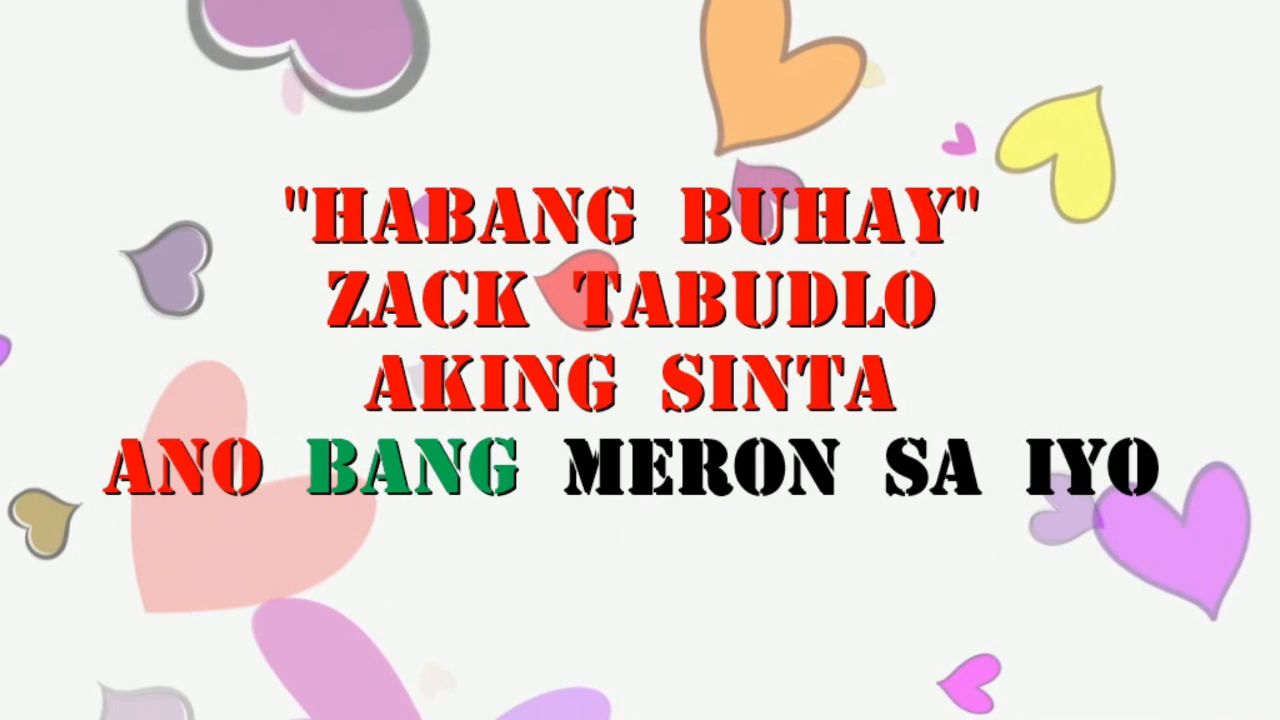 "HABANG BUHAY"
ZACK TABUDLO
AKING SINTA
ANO BANG MERON SA IYO